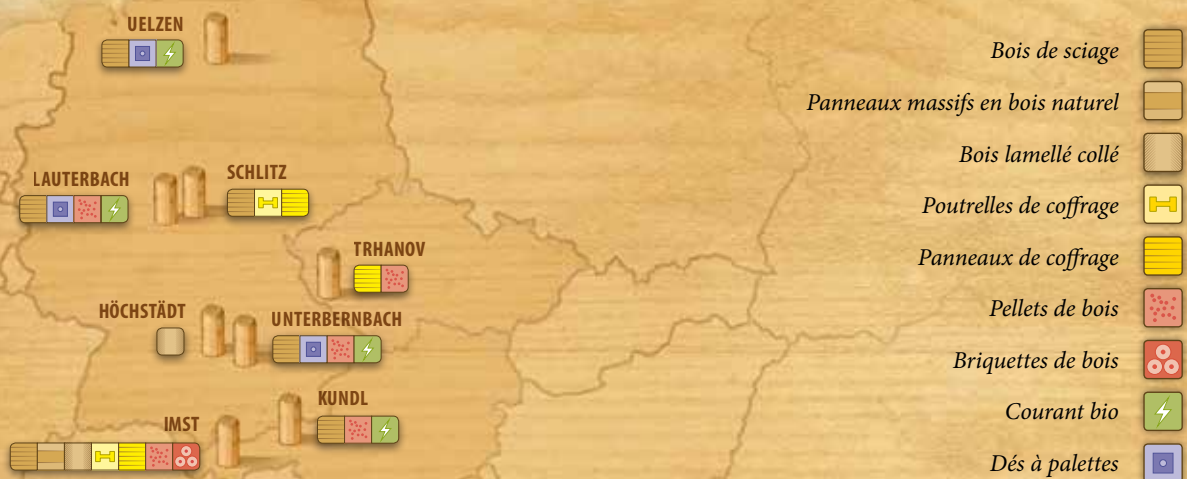 UELZEN
LAUTERBACH
SCHLITZ
TRHANOV
HÖCHSTÄDT
UNTERBERNBACH
KUNDL
IMST
Bois de sciage
Panneaux massifs en bois naturel
Bois lamellé collé
Poutrelles de coffrage
Panneaux de coffrage
Pellets de bois
Briquettes de bois
Courant bio
Dés à palettes